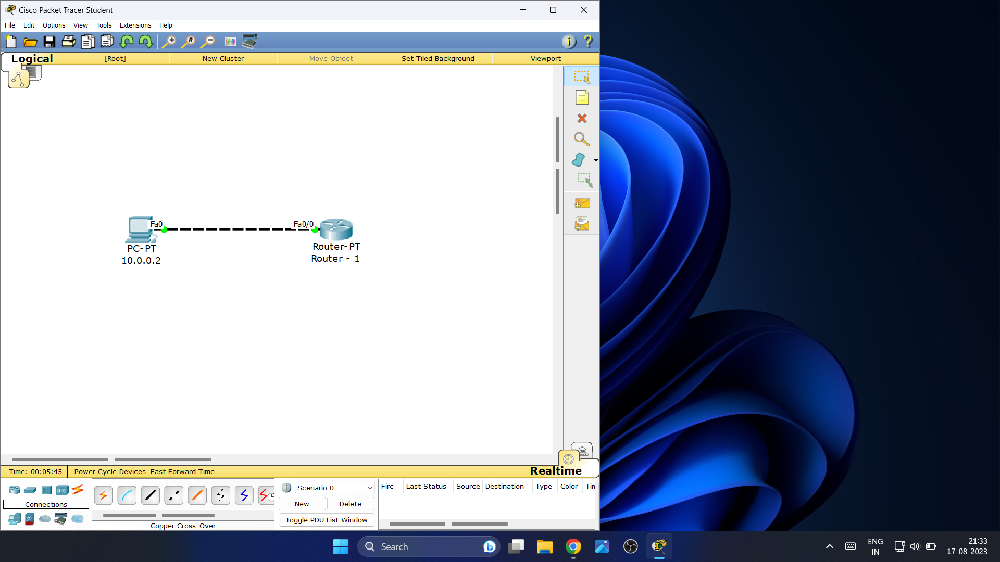 Cisco Packet Tracer Student
File Edit Options View Tools Extensions Help
Logical [Root] New Cluster Move Object Set Tiled Background Viewport
Fa0 Fa0/0
PC-PT
10.0.0.2
Router-PT
Router - 1
Time: 00:05:45 Power Cycle Devices Fast Forward Time Realtime
Connections
Copper Cross-Over
Scenario 0
New Delete
Toggle PDU List Window
Fire Last Status Source Destination Type Color Tim
Search
ENG
IN
21:33
17-08-2023